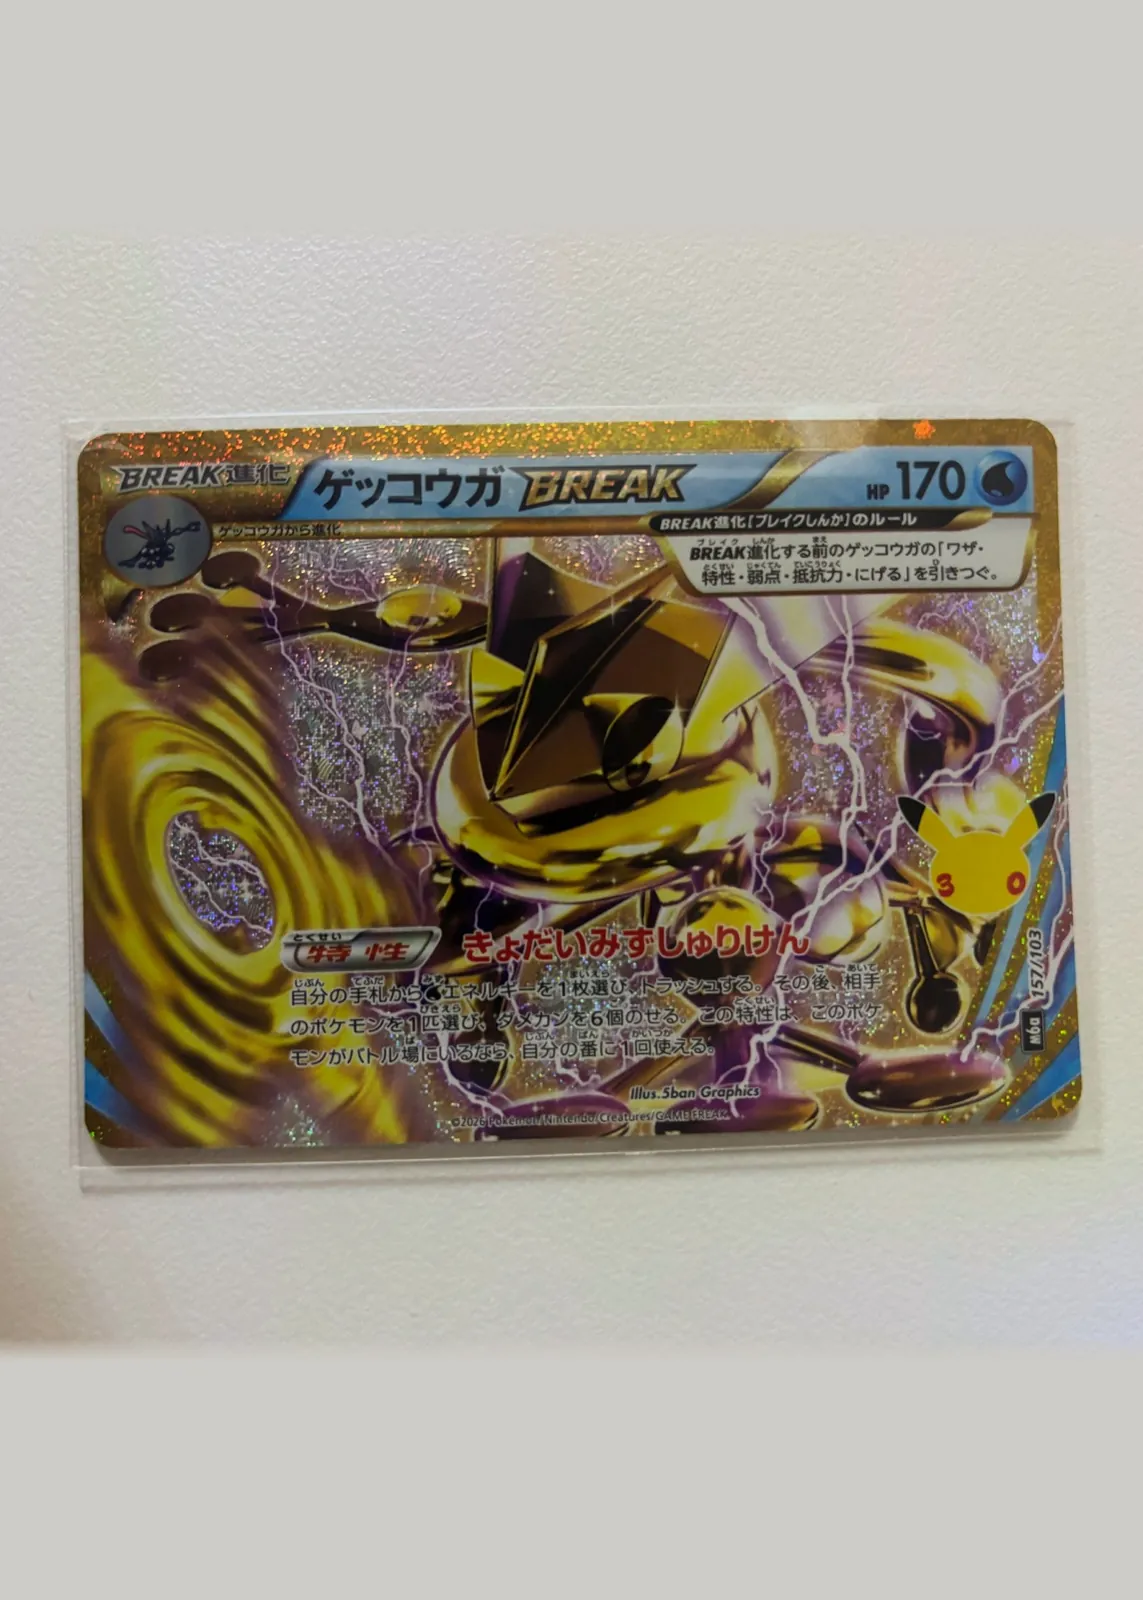 BREAK進化
ゲッコウガ BREAK
HP 170
ゲッコウガから進化
BREAK進化［ブレイクしんか］のルール
BREAK進化する前のゲッコウガの「ワザ・
特性・弱点・抵抗力・にげる」を引きつぐ。
3 0
特性 きょだいみずしゅりけん
自分の手札から エネルギーを1枚選び、トラッシュする。その後、相手
のポケモンを1匹選び、ダメカンを6個のせる。この特性は、このポケ
モンがバトル場にいるなら、自分の番に1回使える。
157/103
Illus.5ban Graphics
©2026 Pokémon/Nintendo/Creatures/GAME FREAK